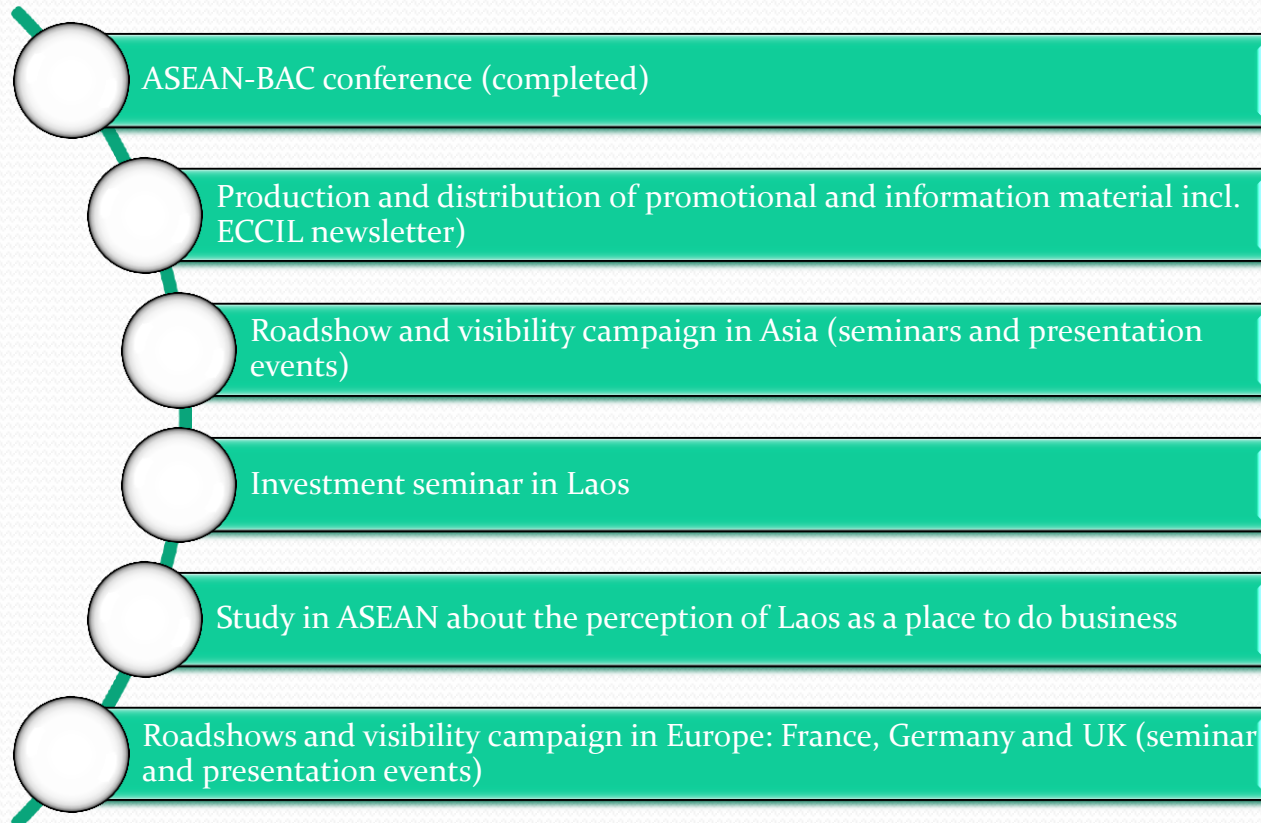 ASEAN-BAC conference (completed)
Production and distribution of promotional and information material incl.
ECCIL newsletter)
Roadshow and visibility campaign in Asia (seminars and presentation
events)
Investment seminar in Laos
Study in ASEAN about the perception of Laos as a place to do business
Roadshows and visibility campaign in Europe: France, Germany and UK (seminar
and presentation events)